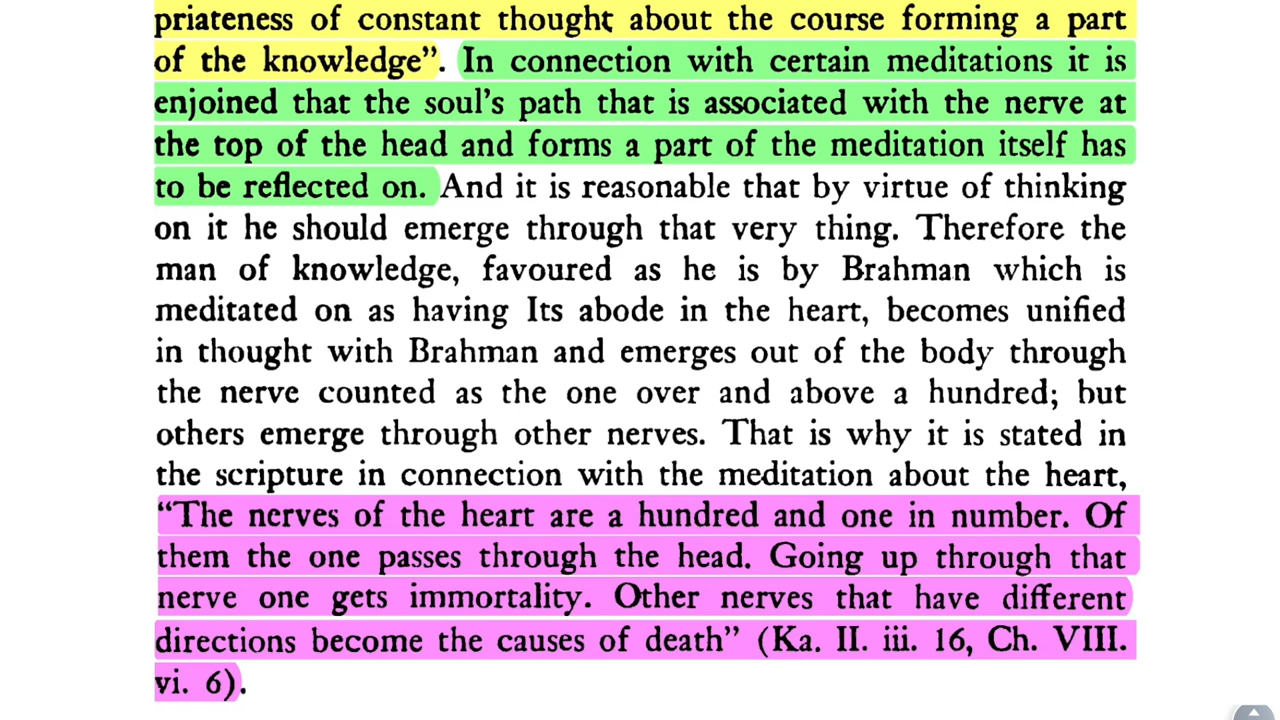 priateness of constant thought about the course forming a part
of the knowledge”. In connection with certain meditations it is
enjoined that the soul’s path that is associated with the nerve at
the top of the head and forms a part of the meditation itself has
to be reflected on. And it is reasonable that by virtue of thinking
on it he should emerge through that very thing. Therefore the
man of knowledge, favoured as he is by Brahman which is
meditated on as having Its abode in the heart, becomes unified
in thought with Brahman and emerges out of the body through
the nerve counted as the one over and above a hundred; but
others emerge through other nerves. That is why it is stated in
the scripture in connection with the meditation about the heart,
“The nerves of the heart are a hundred and one in number. Of
them the one passes through the head. Going up through that
nerve one gets immortality. Other nerves that have different
directions become the causes of death” (Ka. II. iii. 16, Ch. VIII.
vi. 6).